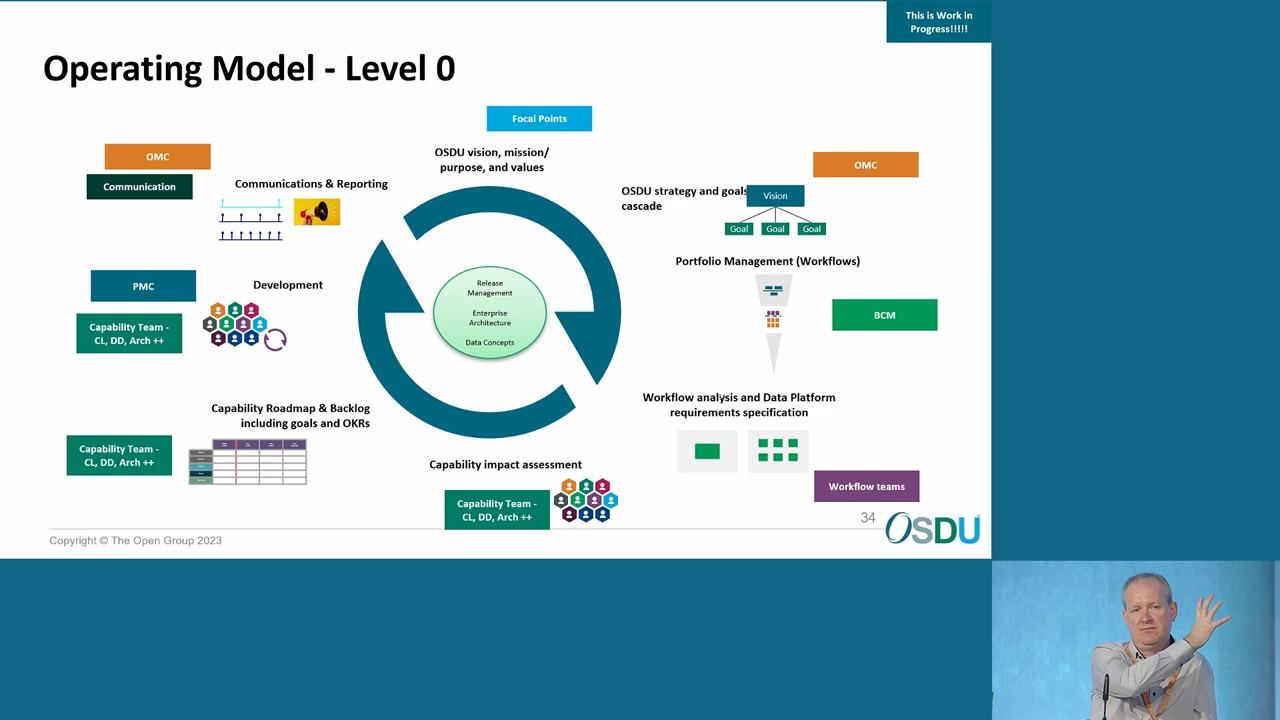 This is Work in
Progress!!!!!
Operating Model - Level 0
Focal Points
OSDU vision, mission/
purpose, and values
OMC
Communication
Communications & Reporting
OMC
OSDU strategy and goals
cascade
Vision
Goal
Goal
Goal
Portfolio Management (Workflows)
BCM
PMC
Development
Capability Team -
CL, DD, Arch ++
Release
Management
Enterprise
Architecture
Data Concepts
Workflow analysis and Data Platform
requirements specification
Workflow teams
Capability Roadmap & Backlog
including goals and OKRs
Capability Team -
CL, DD, Arch ++
Capability impact assessment
Capability Team -
CL, DD, Arch ++
34
OSDU
Copyright © The Open Group 2023